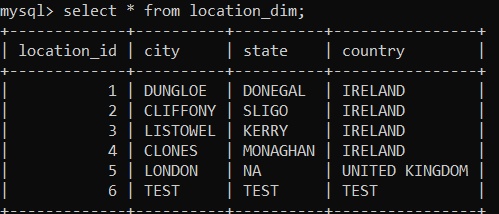 mysql> select * from location_dim;
+-------------+----------+----------+----------------+
| location_id | city     | state    | country        |
+-------------+----------+----------+----------------+
|           1 | DUNGLOE  | DONEGAL  | IRELAND        |
|           2 | CLIFFONY | SLIGO    | IRELAND        |
|           3 | LISTOWEL | KERRY    | IRELAND        |
|           4 | CLONES   | MONAGHAN | IRELAND        |
|           5 | LONDON   | NA       | UNITED KINGDOM |
|           6 | TEST     | TEST     | TEST           |
+-------------+----------+----------+----------------+